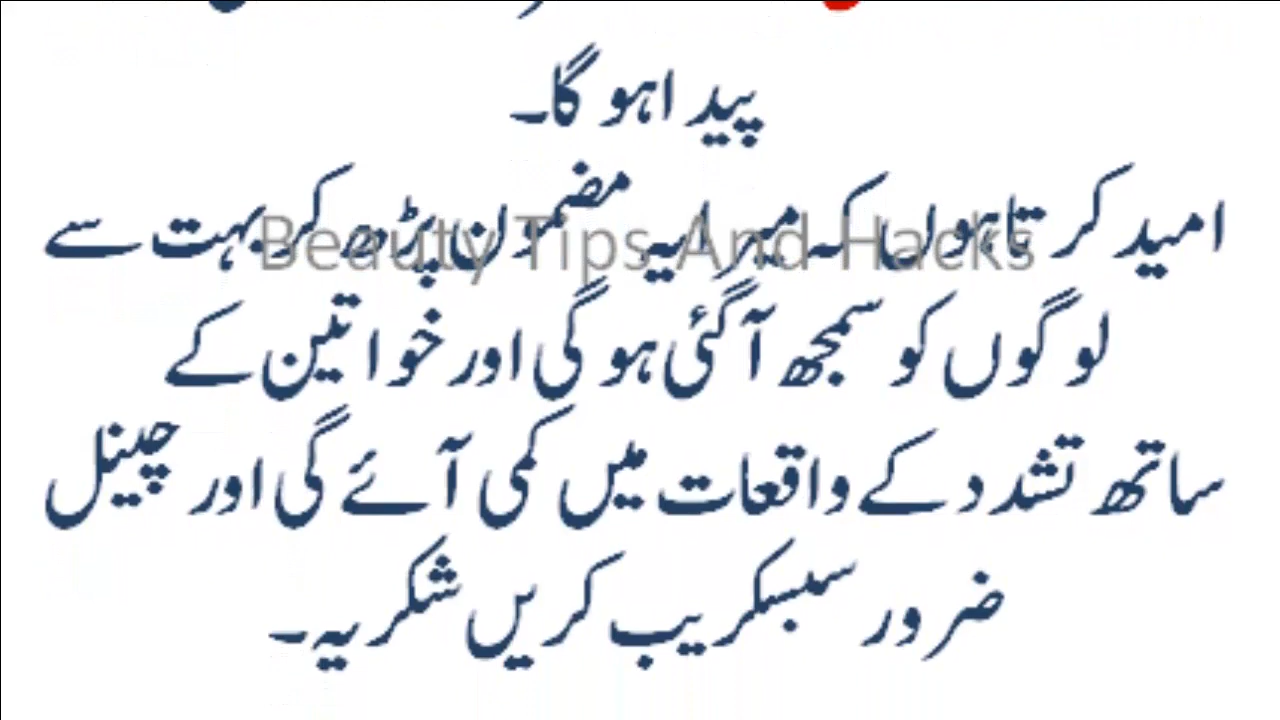 پیدا ہو گا۔
امید کرتا ہوں کہ میرا یہ مضمون پڑھ کر بہت سے
Beauty Tips And Hacks
لوگوں کو سمجھ آ گئی ہو گی اور خواتین کے
ساتھ تشدد کے واقعات میں کمی آئے گی اور چینل
ضرور سبسکریب کریں شکریہ۔